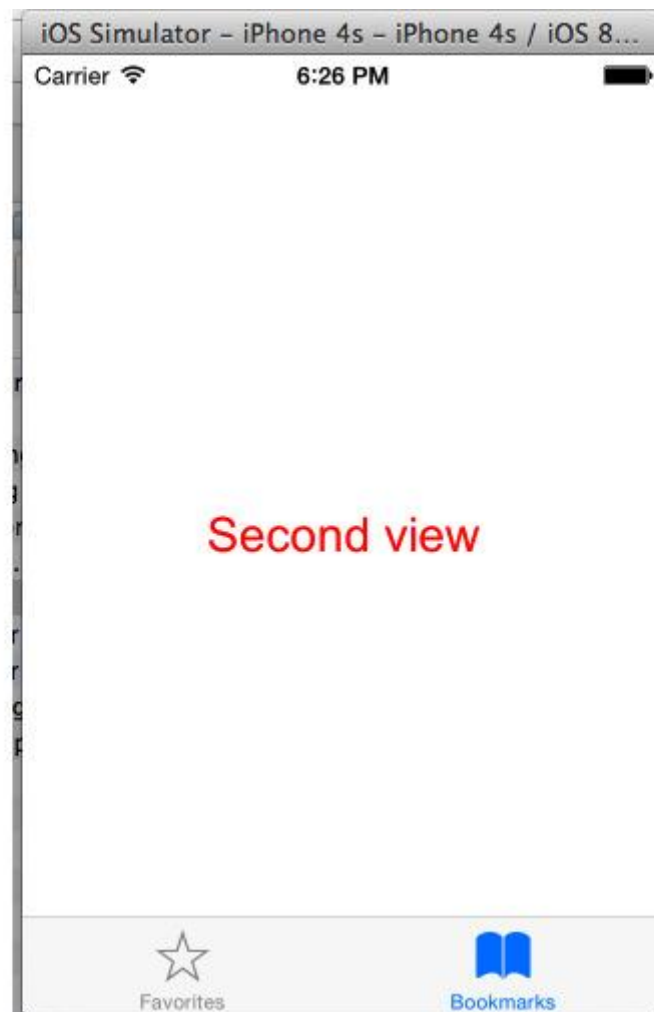 iOS Simulator – iPhone 4s – iPhone 4s / iOS 8...
Carrier 6:26 PM
Second view
Favorites Bookmarks